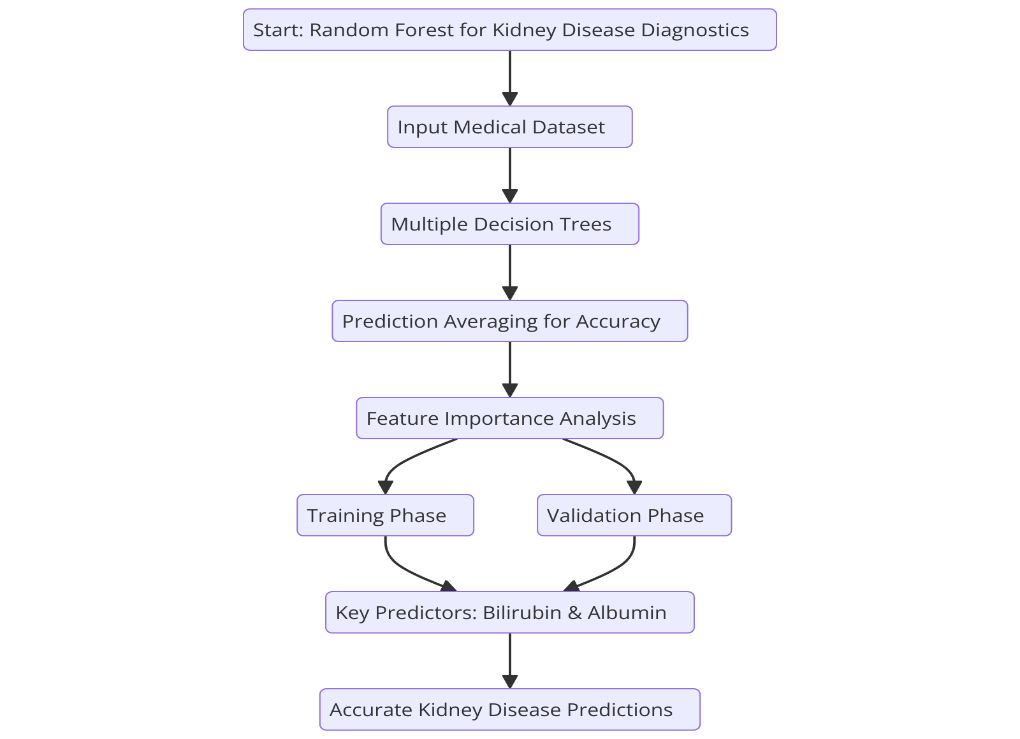 Start: Random Forest for Kidney Disease Diagnostics
Input Medical Dataset
Multiple Decision Trees
Prediction Averaging for Accuracy
Feature Importance Analysis
Training Phase
Validation Phase
Key Predictors: Bilirubin & Albumin
Accurate Kidney Disease Predictions